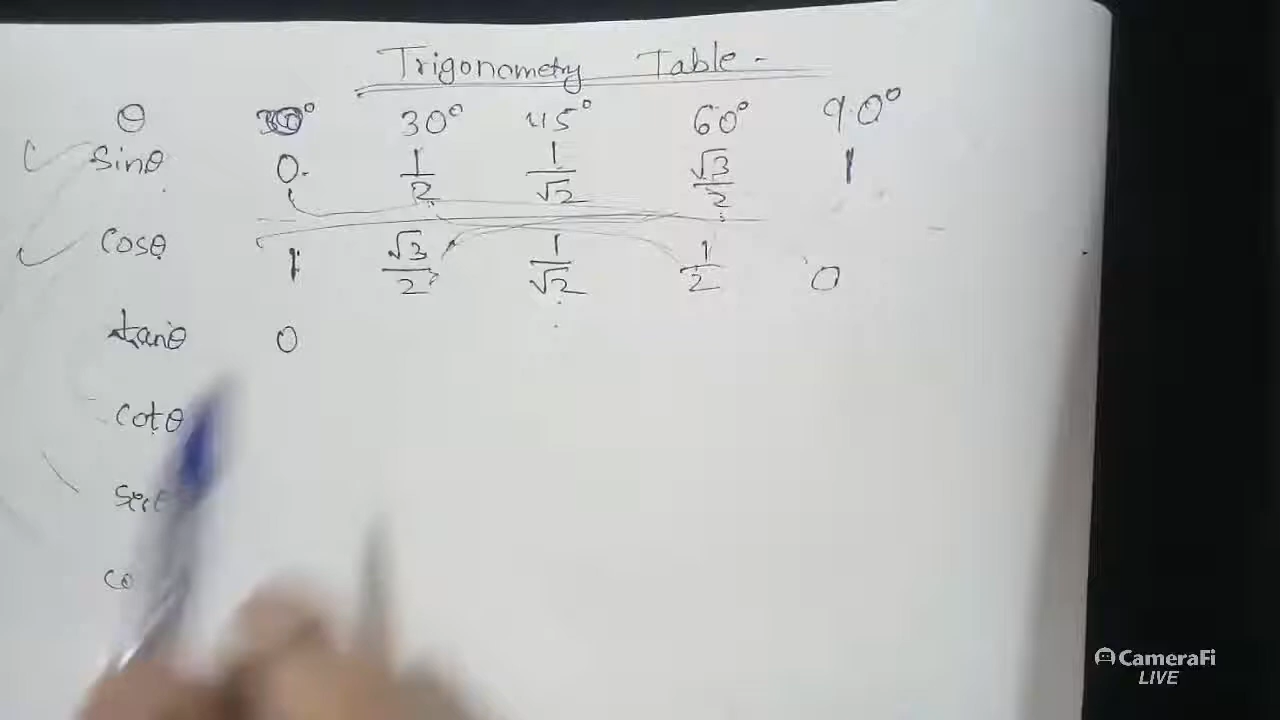 Trigonometry Table -
θ 30° 45° 60° 90°
sinθ 0 1/2 1/√2 √3/2 1
cosθ 1 √3/2 1/√2 1/2 0
tanθ 0
cotθ
CameraFi
LIVE